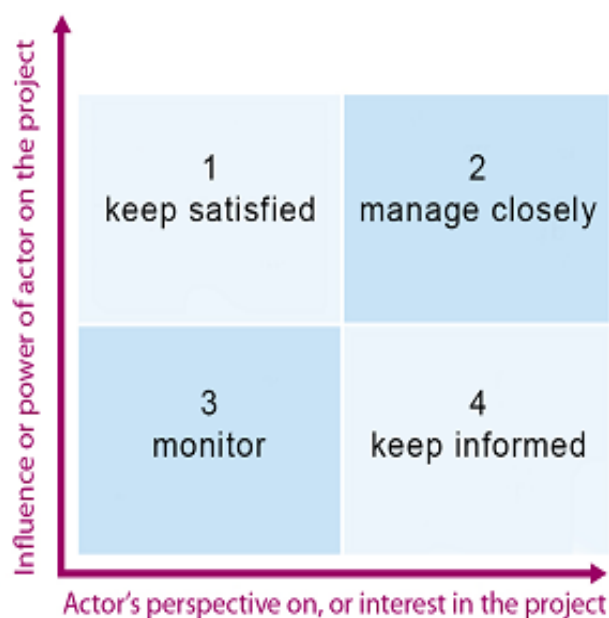 Influence or power of actor on the project
1
keep satisfied
2
manage closely
3
monitor
4
keep informed
Actor's perspective on, or interest in the project